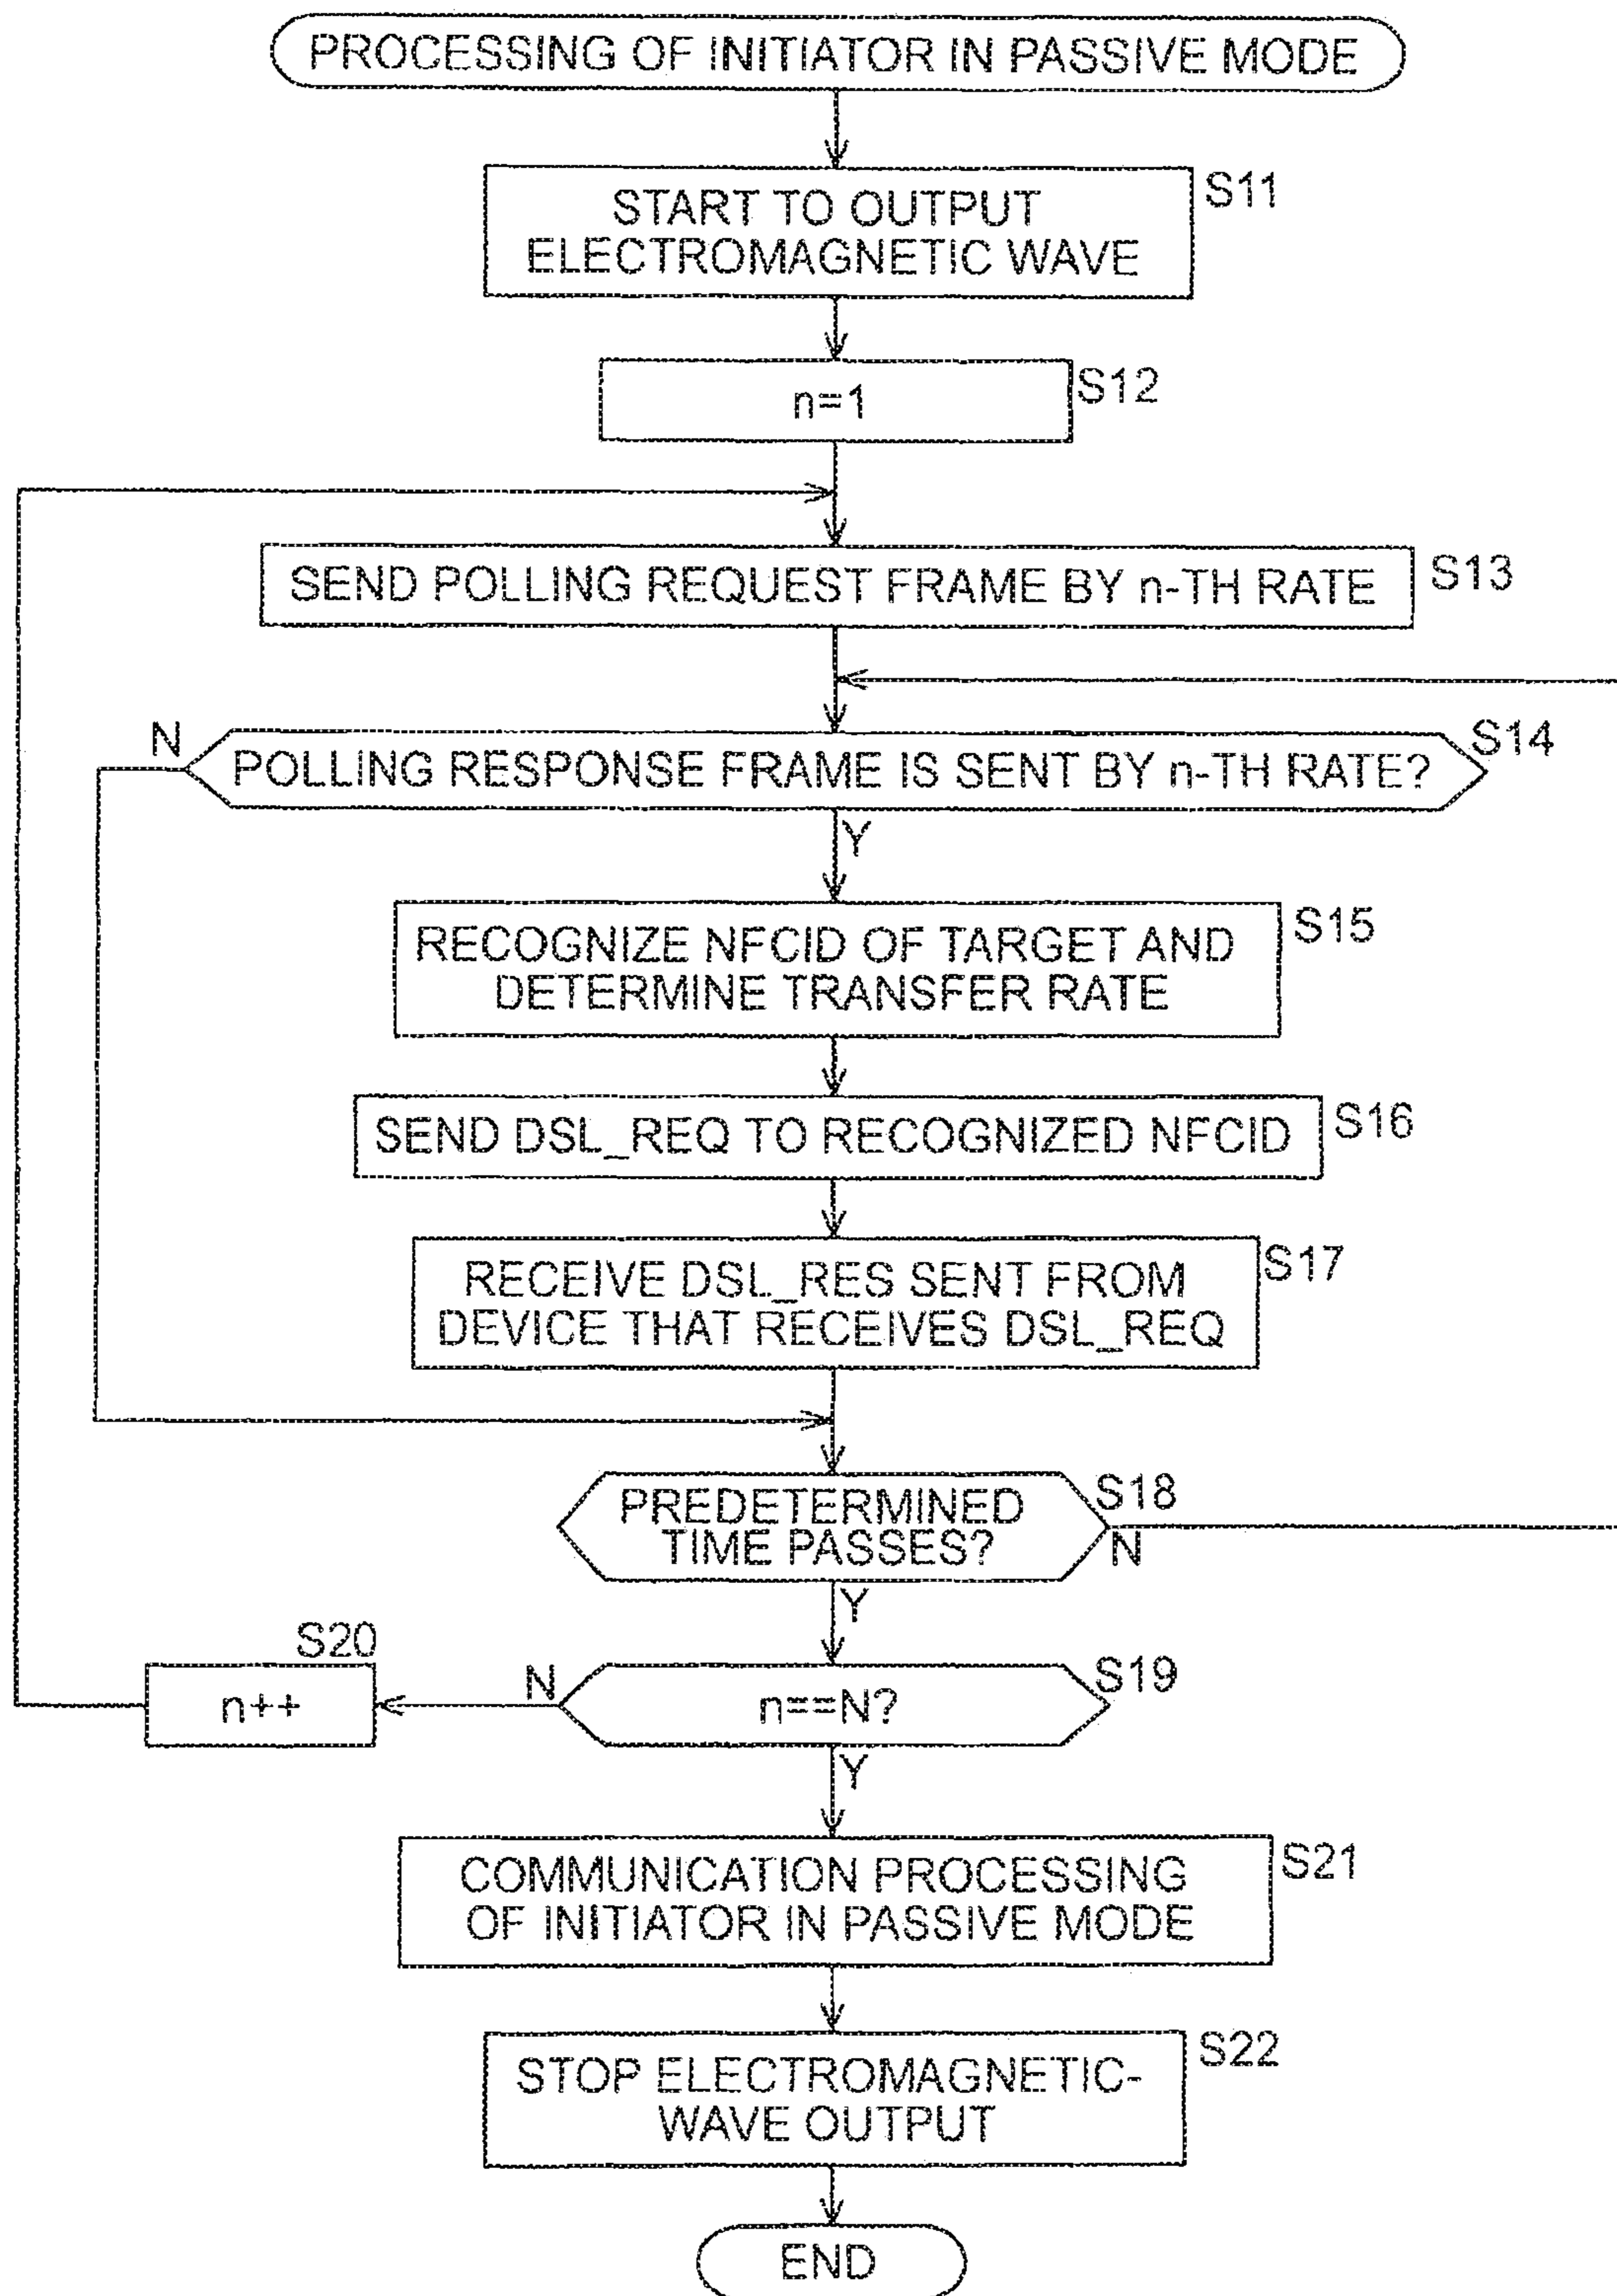 PROCESSING OF INITIATOR IN PASSIVE MODE
START TO OUTPUT
ELECTROMAGNETIC WAVE
S11
n=1
S12
SEND POLLING REQUEST FRAME BY n-TH RATE
S13
N
POLLING RESPONSE FRAME IS SENT BY n-TH RATE?
S14
Y
RECOGNIZE NFCID OF TARGET AND
DETERMINE TRANSFER RATE
S15
SEND DSL_REQ TO RECOGNIZED NFCID
S16
RECEIVE DSL_RES SENT FROM
DEVICE THAT RECEIVES DSL_REQ
S17
PREDETERMINED
TIME PASSES?
S18
N
Y
S20
n++
N
n==N?
S19
Y
COMMUNICATION PROCESSING
OF INITIATOR IN PASSIVE MODE
S21
STOP ELECTROMAGNETIC-
WAVE OUTPUT
S22
END